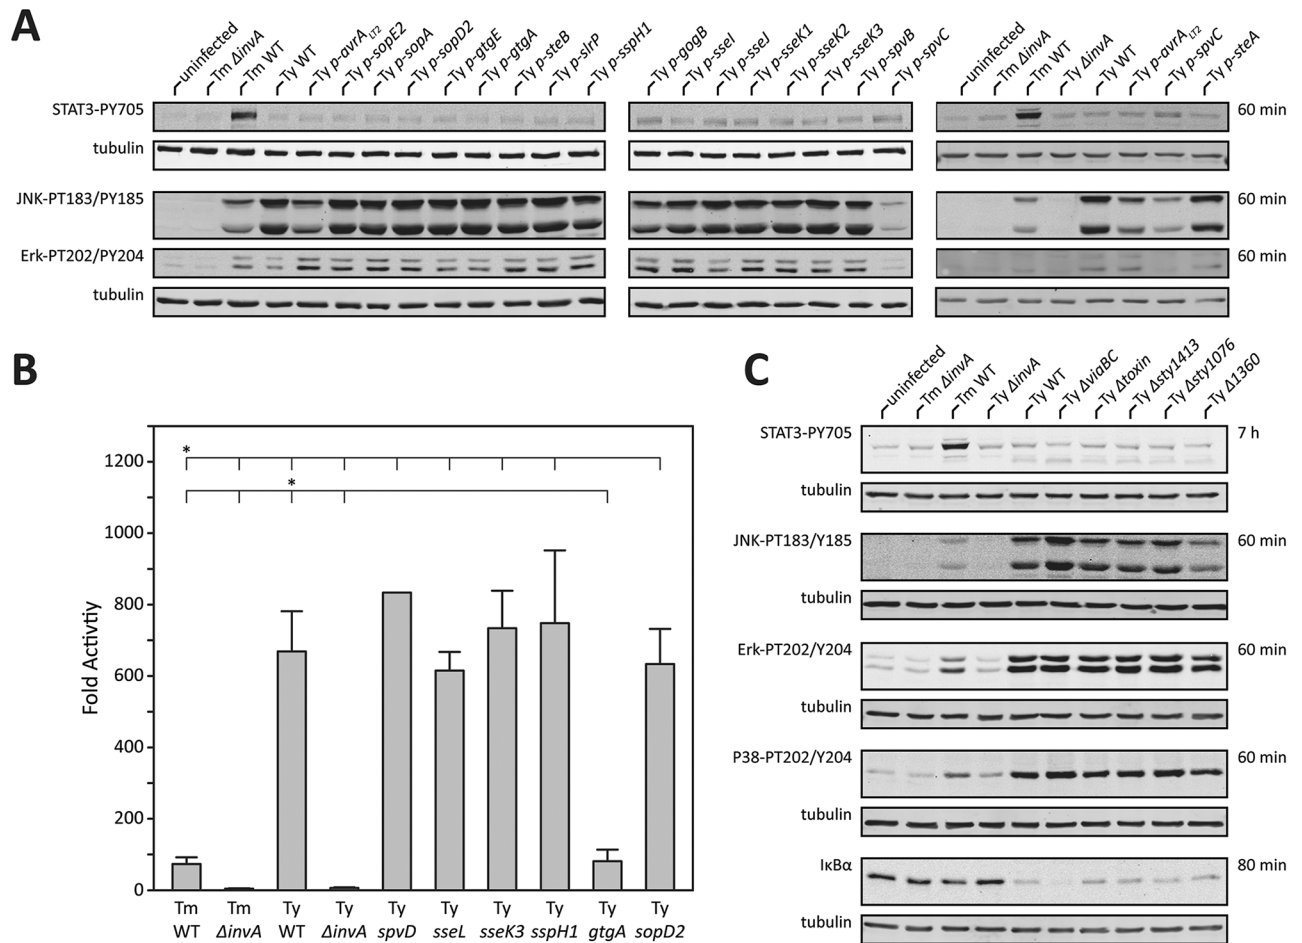 A
uninfected
Tm ΔinvA
Tm WT
Ty WT
Ty p-avrA LT2
Ty p-sopE2
Ty p-sopA
Ty p-sopD2
Ty p-gtgE
Ty p-gtgA
Ty p-steB
Ty p-slrP
Ty p-sspH1
Ty p-gogB
Ty p-sseI
Ty p-sseJ
Ty p-sseK1
Ty p-sseK2
Ty p-sseK3
Ty p-spvB
Ty p-spvC
uninfected
Tm ΔinvA
Tm WT
Ty ΔinvA
Ty WT
Ty p-avrA LT2
Ty p-spvC
Ty p-steA
STAT3-PY705 60 min
tubulin
JNK-PT183/PY185 60 min
Erk-PT202/PY204 60 min
tubulin
B
Fold Activtiy
1200
1000
800
600
400
200
0
*
*
Tm Tm Ty Ty Ty Ty Ty Ty Ty Ty
WT ΔinvA WT ΔinvA spvD sseL sseK3 sspH1 gtgA sopD2
C
uninfected
Tm ΔinvA
Tm WT
Ty ΔinvA
Ty WT
Ty ΔviaBC
Ty Δtoxin
Ty Δsty1413
Ty Δsty1076
Ty Δ1360
STAT3-PY705 7 h
tubulin
JNK-PT183/Y185 60 min
tubulin
Erk-PT202/Y204 60 min
tubulin
P38-PT202/Y204 60 min
tubulin
IκBα 80 min
tubulin